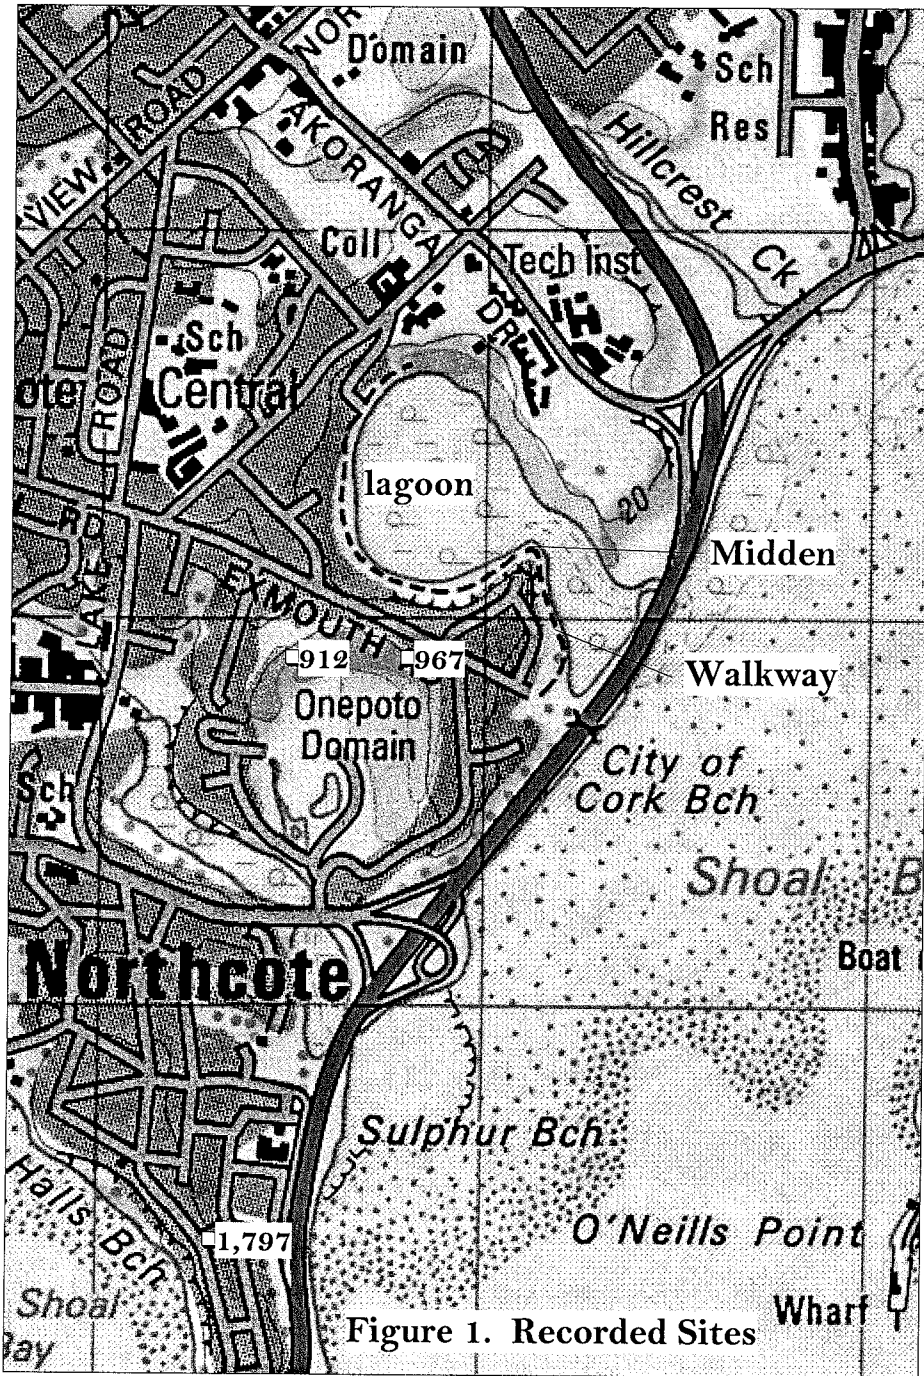 Domain
NOR
Sch
Res
VIEW ROAD
AKORANGA DR
Hillcrest Ck
Coll
Tech Inst
Sch
ote Central
lagoon
20
Midden
LAKE ROAD
RD
EXMOUTH
912
967
Walkway
Onepoto
Domain
City of
Cork Bch
Sch
Shoal B
Northcote
Boat
Sulphur Bch
Halls Bch
1,797
O'Neills Point
Shoal
Bay
Wharf
Figure 1. Recorded Sites